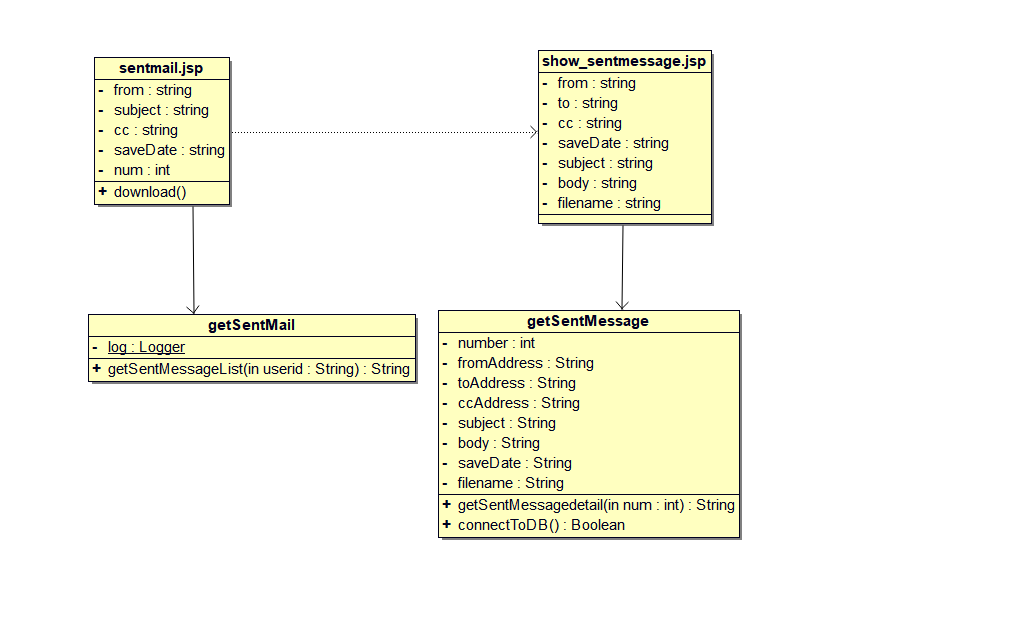 sentmail.jsp
- from : string
- subject : string
- cc : string
- saveDate : string
- num : int
+ download()
show_sentmessage.jsp
- from : string
- to : string
- cc : string
- saveDate : string
- subject : string
- body : string
- filename : string
getSentMail
- log : Logger
+ getSentMessageList(in userid : String) : String
getSentMessage
- number : int
- fromAddress : String
- toAddress : String
- ccAddress : String
- subject : String
- body : String
- saveDate : String
- filename : String
+ getSentMessagedetail(in num : int) : String
+ connectToDB() : Boolean